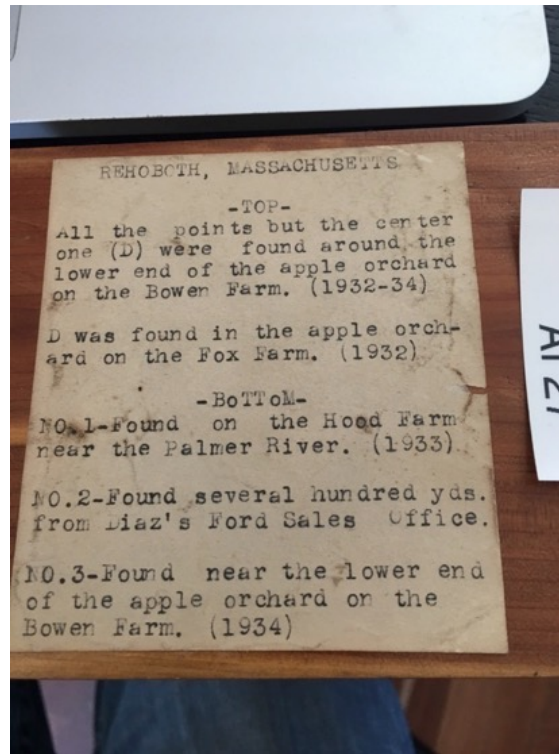 REHOBOTH, MASSACHUSETTS
-TOP-
All the points but the center
one (D) were found around the
lower end of the apple orchard
on the Bowen Farm. (1932-34)
D was found in the apple orch-
ard on the Fox Farm. (1932)
-BoTToM-
NO.1-Found on the Hood Farm
near the Palmer River. (1933)
NO.2-Found several hundred yds.
from Diaz's Ford Sales Office.
NO.3-Found near the lower end
of the apple orchard on the
Bowen Farm. (1934)